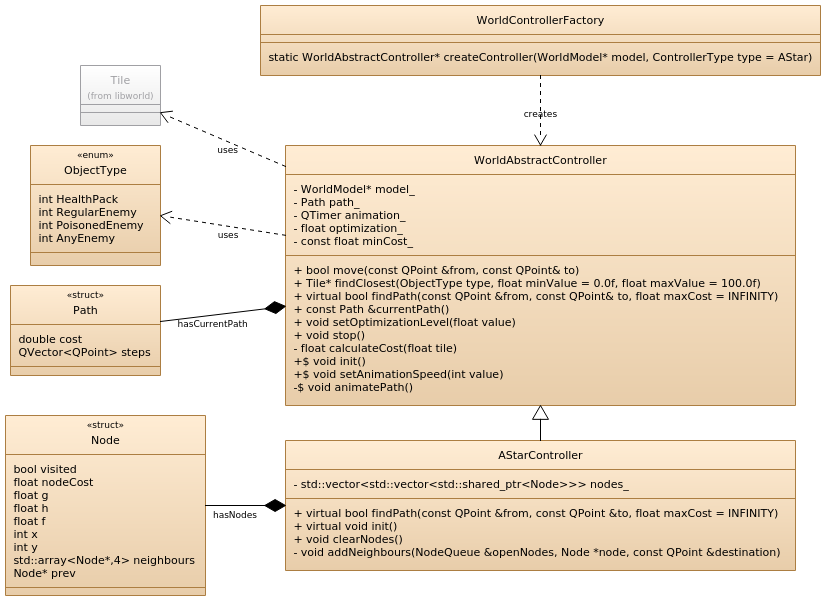 WorldControllerFactory
static WorldAbstractController* createController(WorldModel* model, ControllerType type = AStar)
creates
Tile
(from libworld)
uses
«enum»
ObjectType
int HealthPack
int RegularEnemy
int PoisonedEnemy
int AnyEnemy
uses
«struct»
Path
double cost
QVector<QPoint> steps
hasCurrentPath
WorldAbstractController
- WorldModel* model_
- Path path_
- QTimer animation_
- float optimization_
- const float minCost_
+ bool move(const QPoint &from, const QPoint& to)
+ Tile* findClosest(ObjectType type, float minValue = 0.0f, float maxValue = 100.0f)
+ virtual bool findPath(const QPoint &from, const QPoint& to, float maxCost = INFINITY)
+ const Path &currentPath()
+ void setOptimizationLevel(float value)
+ void stop()
- float calculateCost(float tile)
+$ void init()
+$ void setAnimationSpeed(int value)
-$ void animatePath()
«struct»
Node
bool visited
float nodeCost
float g
float h
float f
int x
int y
std::array<Node*,4> neighbours
Node* prev
hasNodes
AStarController
- std::vector<std::vector<std::shared_ptr<Node>>> nodes_
+ virtual bool findPath(const QPoint &from, const QPoint &to, float maxCost = INFINITY)
+ virtual void init()
+ void clearNodes()
- void addNeighbours(NodeQueue &openNodes, Node *node, const QPoint &destination)